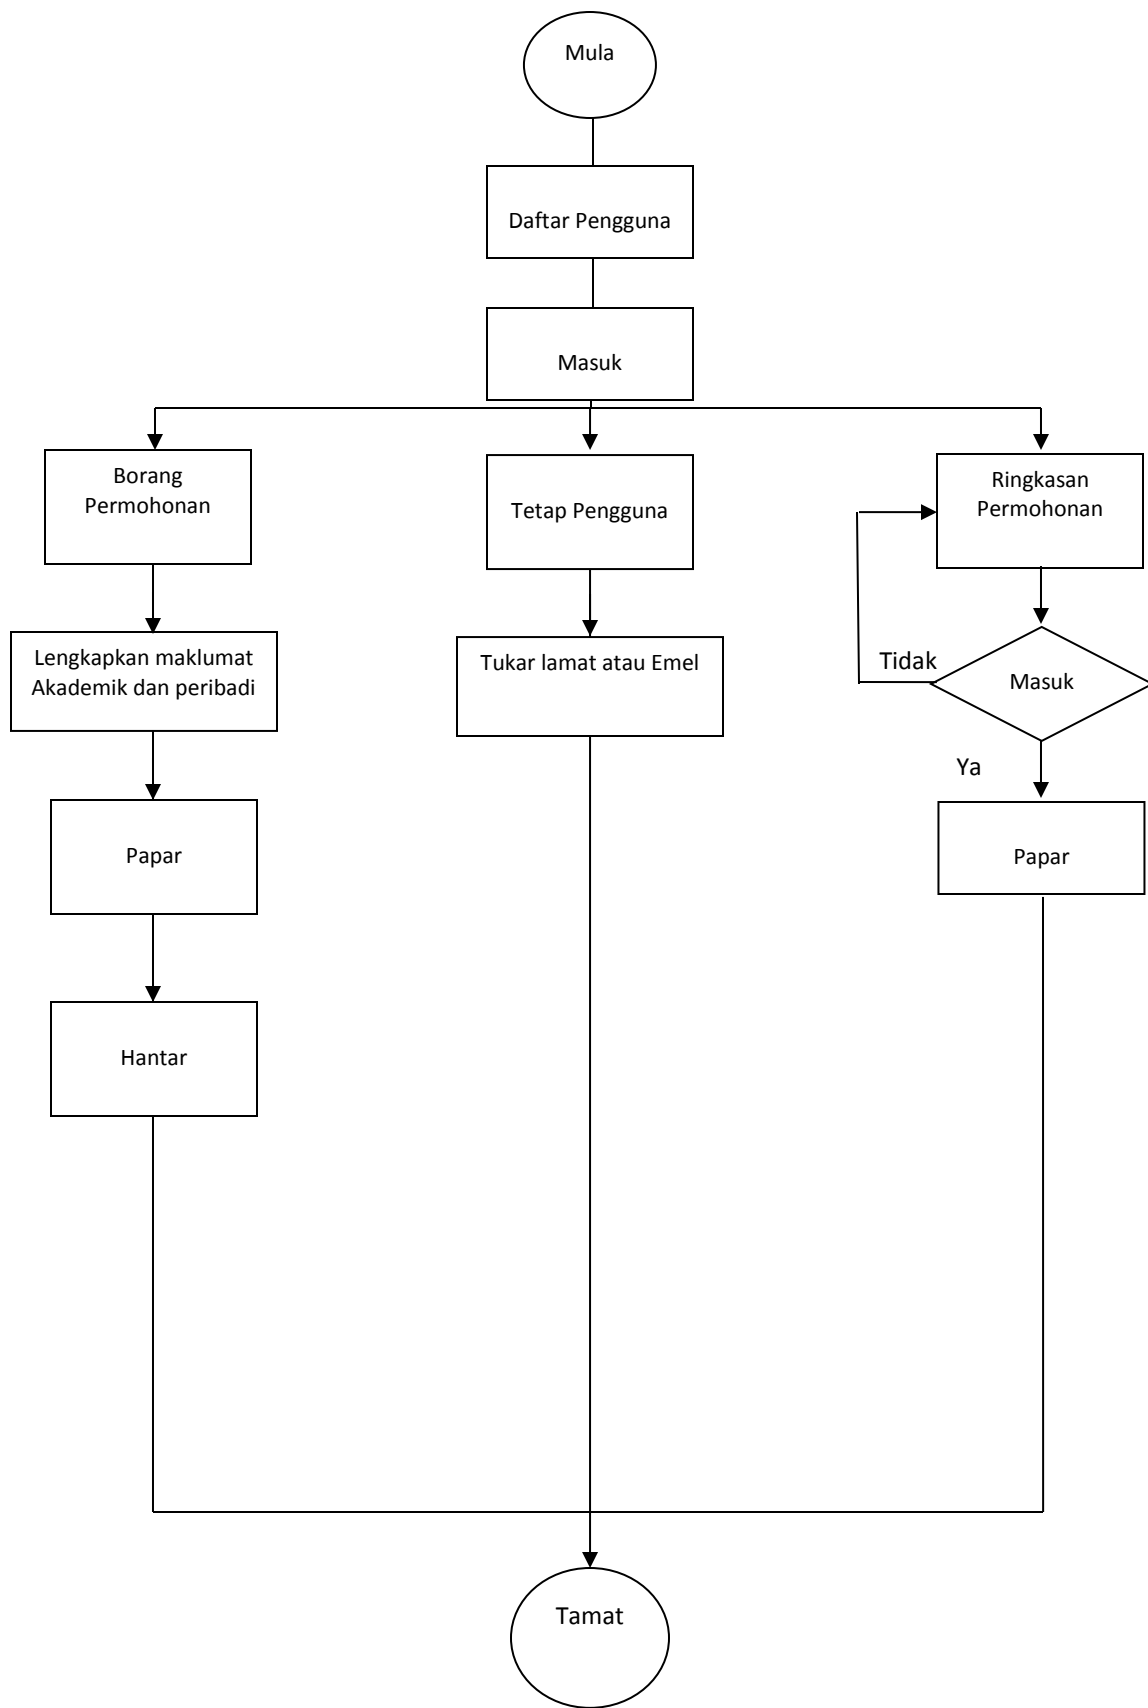 Mula
Daftar Pengguna
Masuk
Borang
Permohonan
Tetap Pengguna
Ringkasan
Permohonan
Lengkapkan maklumat
Akademik dan peribadi
Tukar lamat atau Emel
Tidak
Masuk
Ya
Papar
Papar
Hantar
Tamat